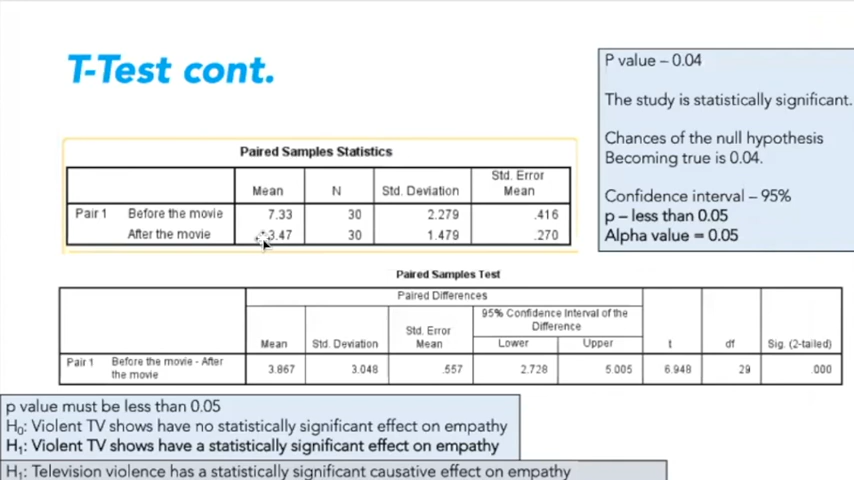 T-Test cont.
P value – 0.04
The study is statistically significant.
Chances of the null hypothesis
Becoming true is 0.04.
Confidence interval – 95%
p – less than 0.05
Alpha value = 0.05
Paired Samples Statistics
Mean N Std. Deviation Std. Error Mean
Pair 1 Before the movie 7.33 30 2.279 .416
After the movie 3.47 30 1.479 .270
Paired Samples Test
Paired Differences
95% Confidence Interval of the Difference
Mean Std. Deviation Std. Error Mean Lower Upper t df Sig. (2-tailed)
Pair 1 Before the movie - After the movie 3.867 3.048 .557 2.728 5.005 6.948 29 .000
p value must be less than 0.05
H₀: Violent TV shows have no statistically significant effect on empathy
H₁: Violent TV shows have a statistically significant effect on empathy
H₁: Television violence has a statistically significant causative effect on empathy